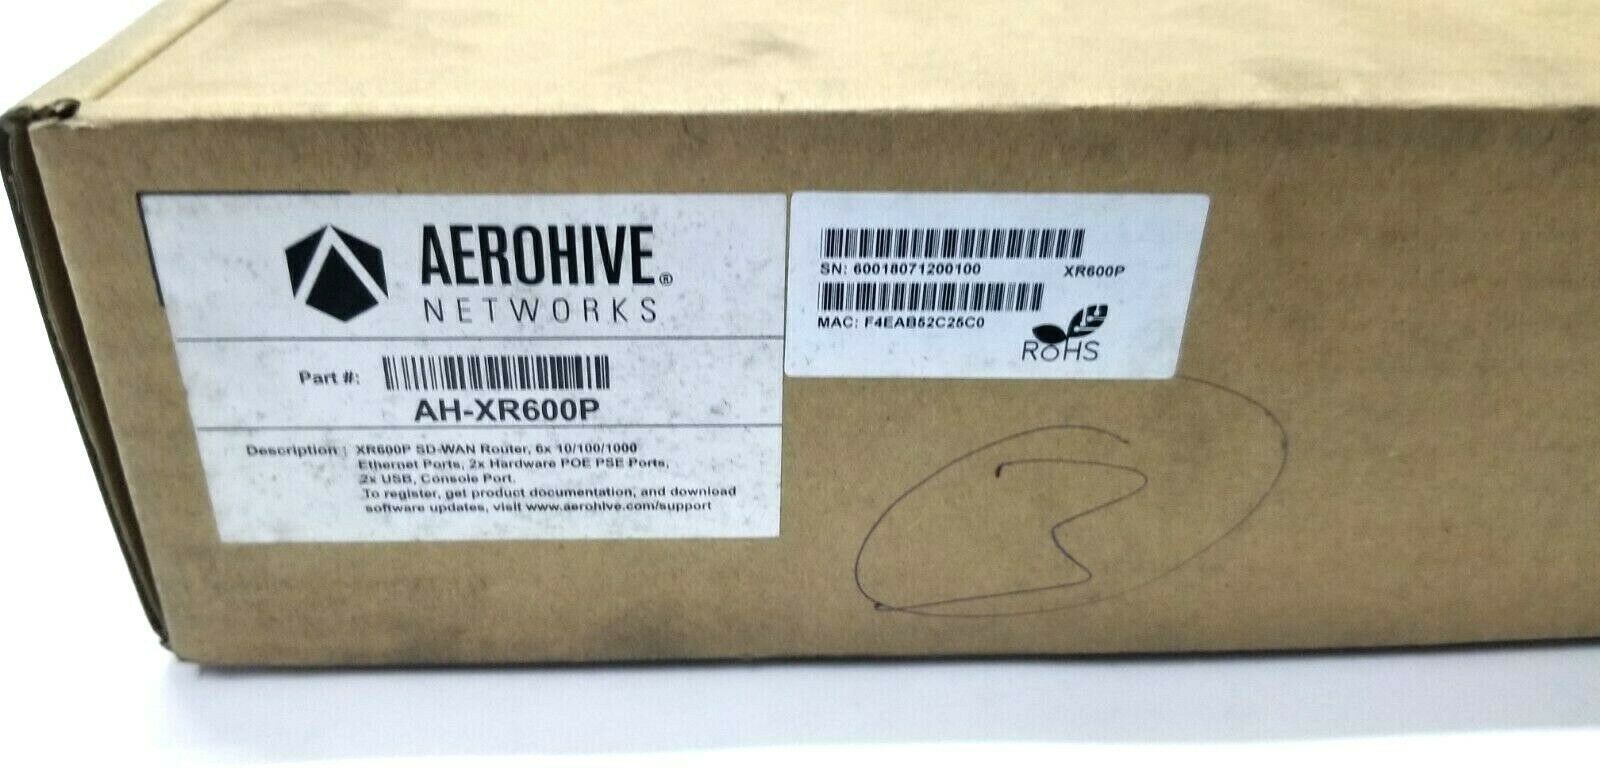 AEROHIVE®
NETWORKS
Part #:
AH-XR600P
Description : XR600P SD-WAN Router, 6x 10/100/1000
Ethernet Ports, 2x Hardware POE PSE Ports,
2x USB, Console Port.
To register, get product documentation, and download
software updates, visit www.aerohive.com/support
SN: 60018071200100 XR600P
MAC: F4EAB52C25C0
RoHS
3